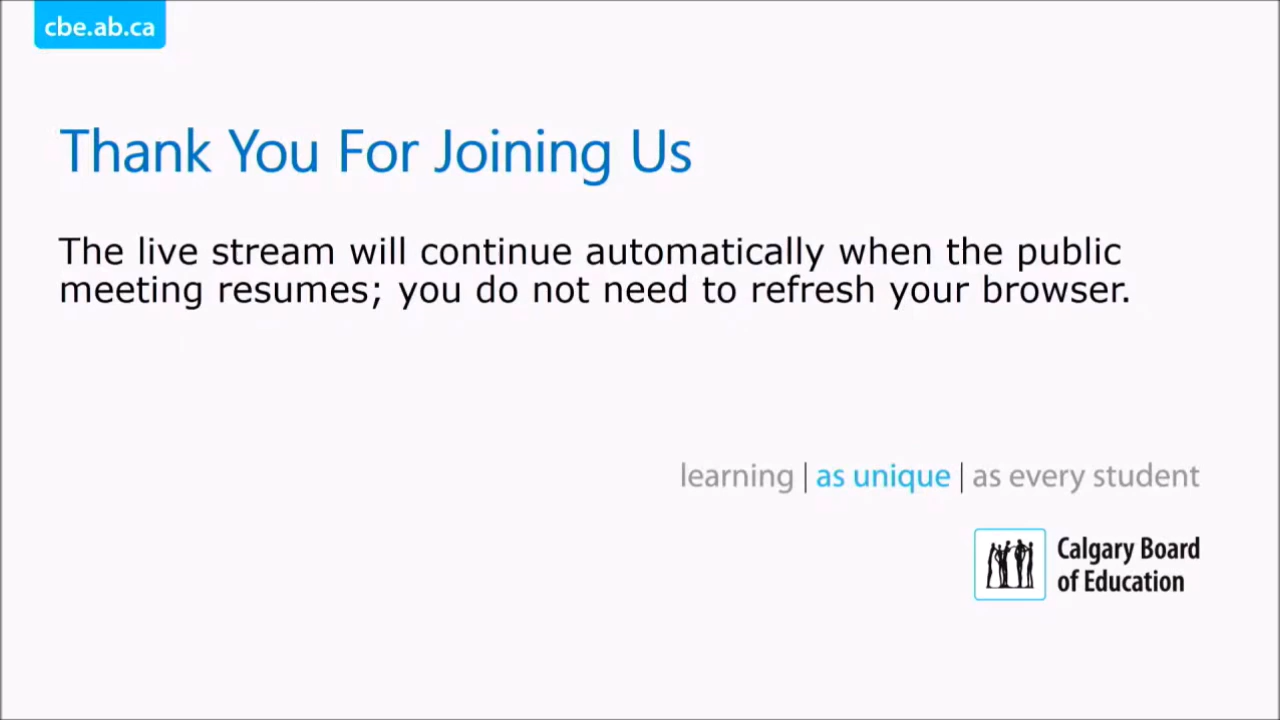 cbe.ab.ca
Thank You For Joining Us
The live stream will continue automatically when the public
meeting resumes; you do not need to refresh your browser.
learning | as unique | as every student
Calgary Board
of Education